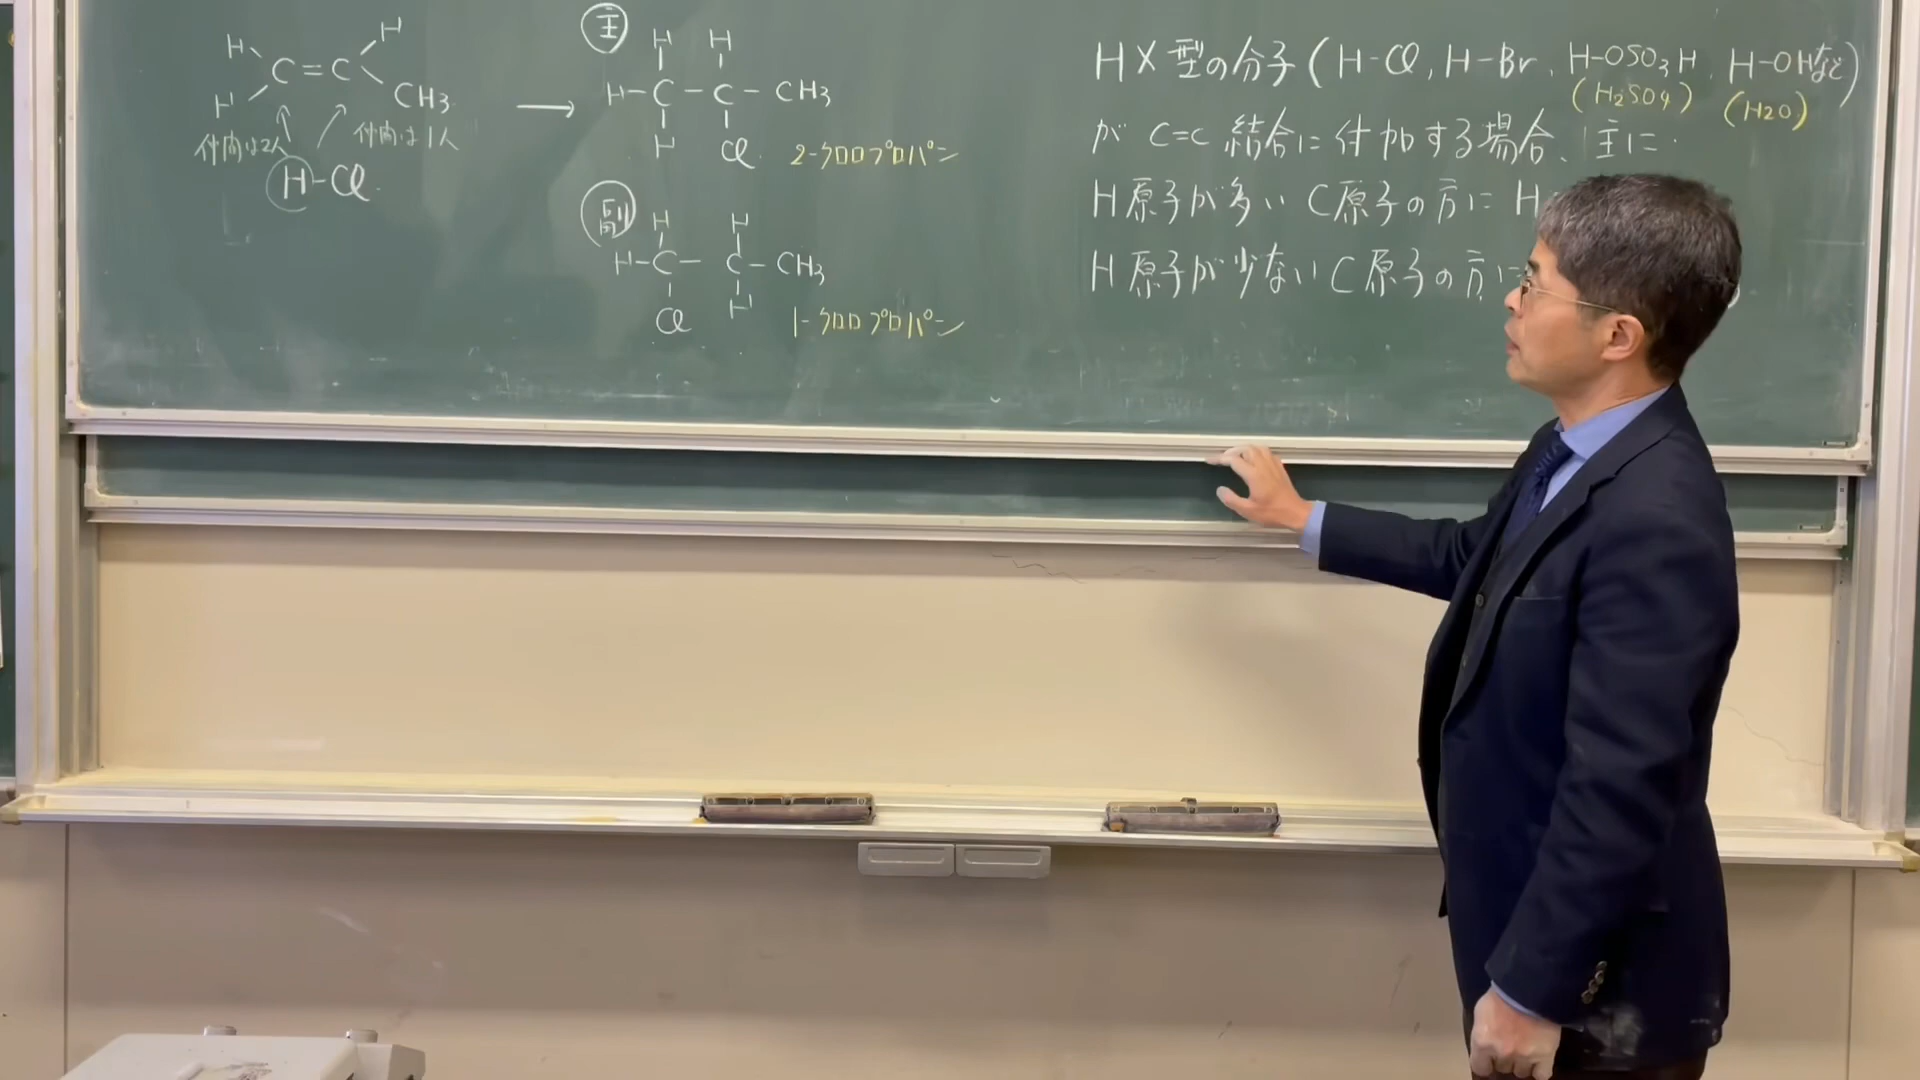 H H
C=C
H CH3
仲間は2人 仲間は1人
H-Cl
→
主
H H
H-C-C-CH3
H Cl 2-クロロプロパン
副
H H
H-C-C-CH3
Cl H 1-クロロプロパン
HX型の分子(H-Cl, H-Br, H-OSO3H, H-OHなど)
(H2SO4) (H2O)
が C=C 結合に付加する場合、主に
H原子が多い C原子の方に H
H原子が少ない C原子の方に